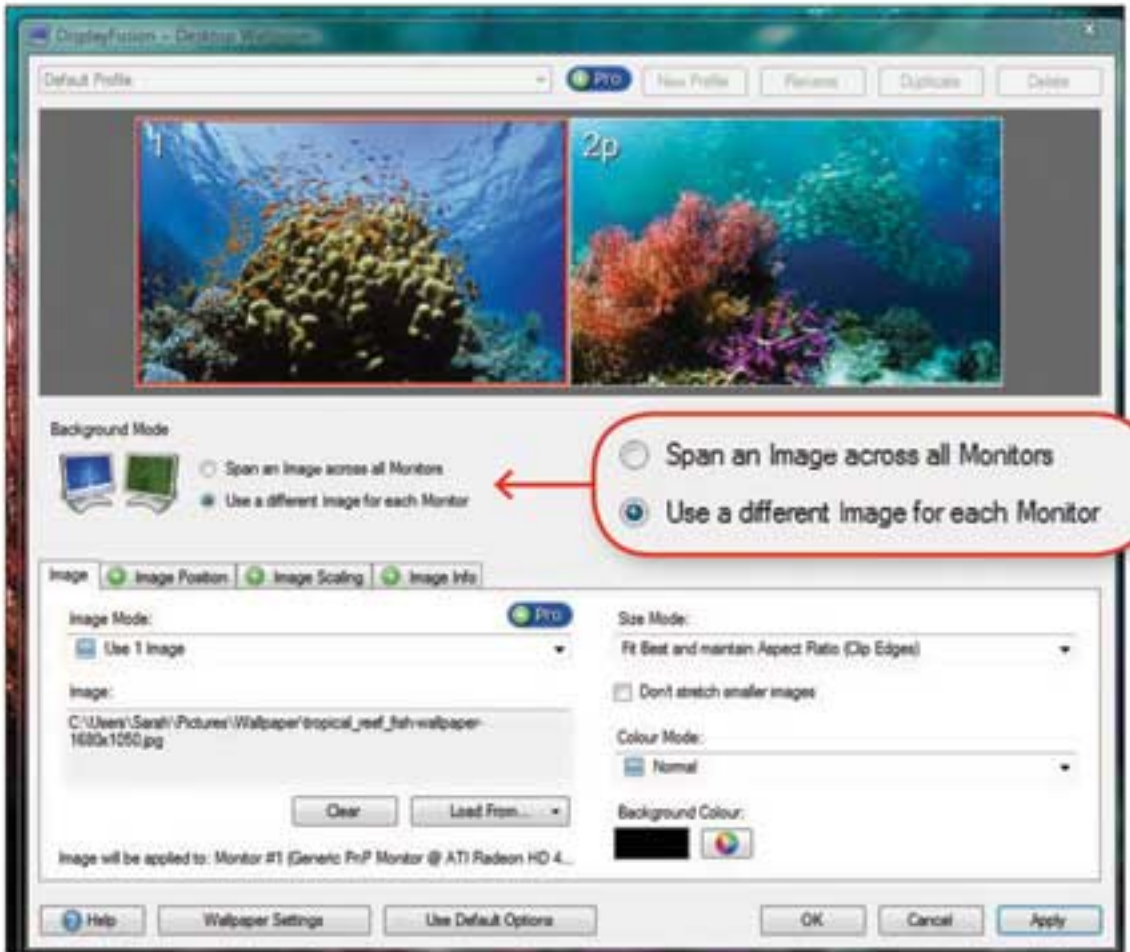 DisplayFusion - Desktop Wallpaper
Default Profile
Pro
New Profile
Rename
Duplicate
Delete
1
2p
Background Mode
Span an Image across all Monitors
Use a different Image for each Monitor
Span an Image across all Monitors
Use a different Image for each Monitor
Image
Image Position
Image Scaling
Image Info
Image Mode:
Pro
Use 1 Image
Image:
C:\Users\Sarah\Pictures\Wallpaper\tropical_reef_fish-wallpaper-
1680x1050.jpg
Clear
Load From...
Image will be applied to: Monitor #1 (Generic PnP Monitor @ ATI Radeon HD 4...
Size Mode:
Fit Best and maintain Aspect Ratio (Clip Edges)
Don't stretch smaller images
Colour Mode:
Normal
Background Colour:
Help
Wallpaper Settings
Use Default Options
OK
Cancel
Apply